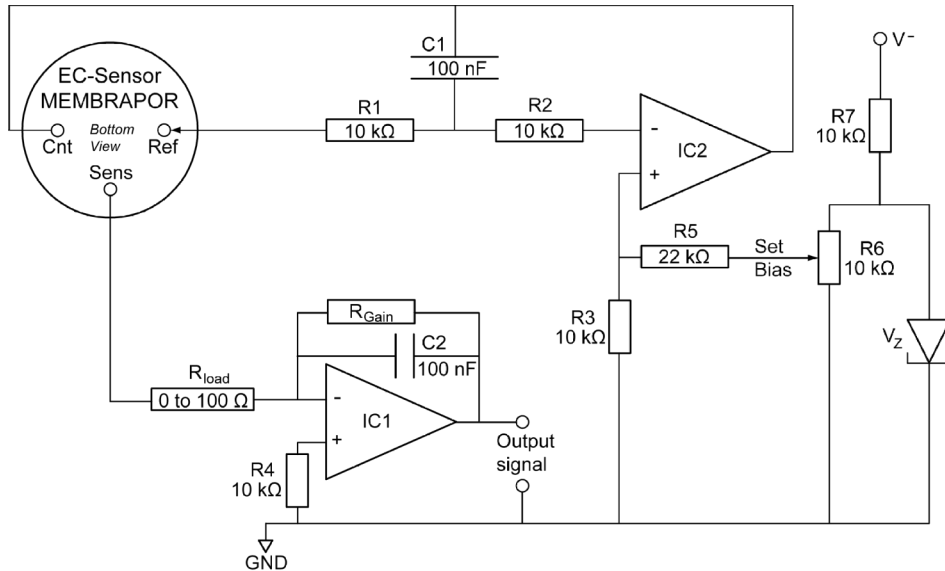 C1
100 nF
V-
EC-Sensor
MEMBRAPOR
Bottom
View
Cnt
Ref
Sens
R1
10 kΩ
R2
10 kΩ
-
+
IC2
R7
10 kΩ
R5
22 kΩ
Set
Bias
R6
10 kΩ
RGain
C2
100 nF
R3
10 kΩ
VZ
Rload
0 to 100 Ω
-
+
IC1
Output
signal
R4
10 kΩ
GND